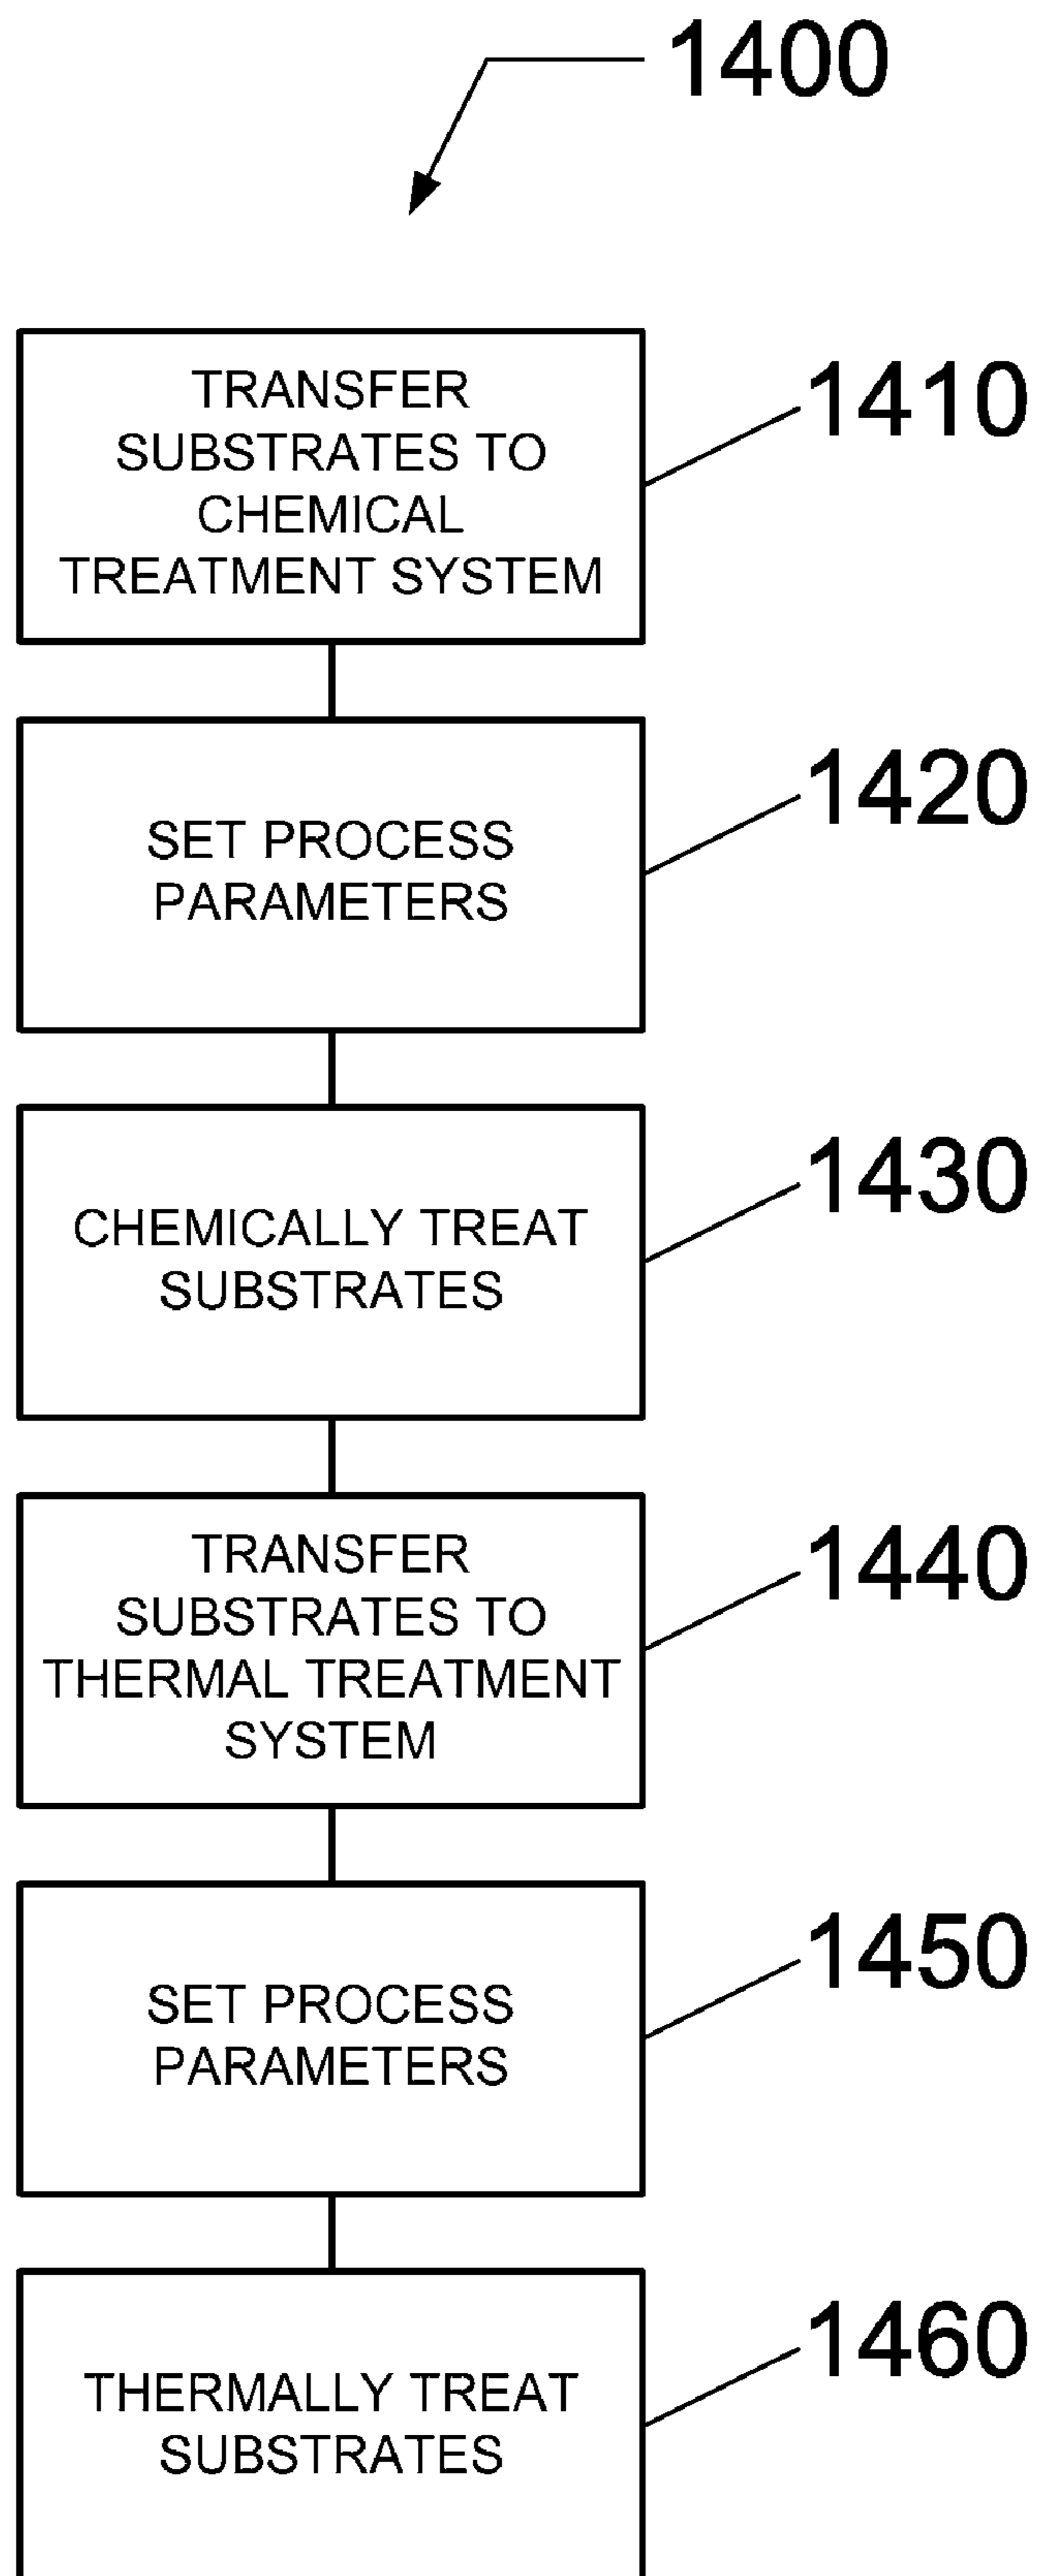 1400
TRANSFER
SUBSTRATES TO
CHEMICAL
TREATMENT SYSTEM
1410
SET PROCESS
PARAMETERS
1420
CHEMICALLY TREAT
SUBSTRATES
1430
TRANSFER
SUBSTRATES TO
THERMAL TREATMENT
SYSTEM
1440
SET PROCESS
PARAMETERS
1450
THERMALLY TREAT
SUBSTRATES
1460